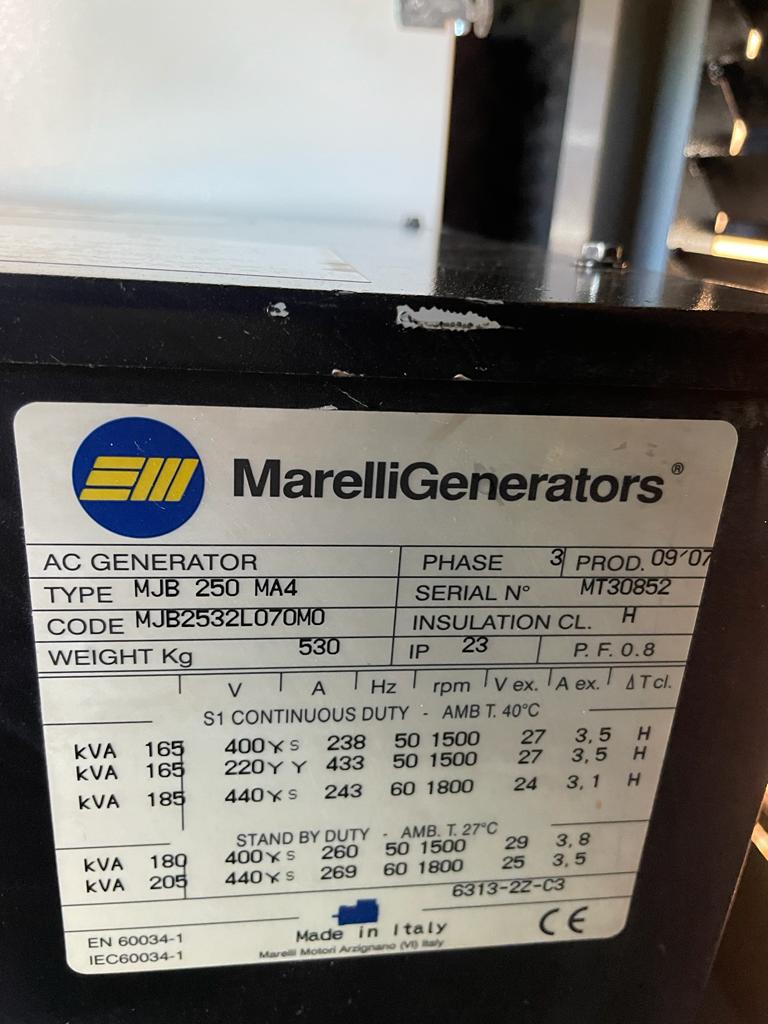 MarelliGenerators®
AC GENERATOR PHASE 3 PROD. 09'07
TYPE MJB 250 MA4 SERIAL N° MT30852
CODE MJB2532L070M0 INSULATION CL. H
WEIGHT Kg 530 IP 23 P.F. 0.8
V A Hz rpm V ex. A ex. ΔT cl.
S1 CONTINUOUS DUTY - AMB T. 40°C
kVA 165 400 Y S 238 50 1500 27 3,5 H
kVA 165 220 Y Y 433 50 1500 27 3,5 H
kVA 185 440 Y S 243 60 1800 24 3,1 H
STAND BY DUTY - AMB. T. 27°C
kVA 180 400 Y S 260 50 1500 29 3,8
kVA 205 440 Y S 269 60 1800 25 3,5
6313-2Z-C3
EN 60034-1
IEC60034-1
Made in Italy
Marelli Motori Arzignano (VI) Italy
CE